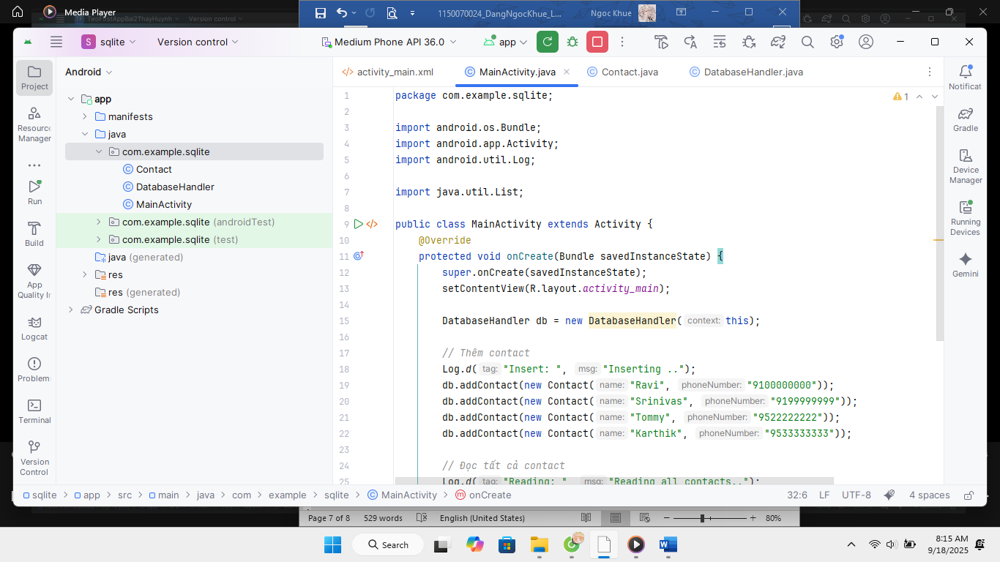 Media Player
TeoFirstAppBai2ThayHuynh Version control
1150070024_DangNgocKhue_L... Ngoc Khue
S sqlite Version control Medium Phone API 36.0 app
Android
activity_main.xml MainActivity.java Contact.java DatabaseHandler.java
Project
Resource
Manager
Run
Build
App
Quality In
Logcat
Problem
Terminal
Version
Control
app
manifests
java
com.example.sqlite
Contact
DatabaseHandler
MainActivity
com.example.sqlite (androidTest)
com.example.sqlite (test)
java (generated)
res
res (generated)
Gradle Scripts
1 package com.example.sqlite;
2
3 import android.os.Bundle;
4 import android.app.Activity;
5 import android.util.Log;
6
7 import java.util.List;
8
9 public class MainActivity extends Activity {
10 @Override
11 protected void onCreate(Bundle savedInstanceState) {
12 super.onCreate(savedInstanceState);
13 setContentView(R.layout.activity_main);
14
15 DatabaseHandler db = new DatabaseHandler( context: this);
16
17 // Thêm contact
18 Log.d( tag: "Insert: ", msg: "Inserting ..");
19 db.addContact(new Contact( name: "Ravi", phoneNumber: "9100000000"));
20 db.addContact(new Contact( name: "Srinivas", phoneNumber: "9199999999"));
21 db.addContact(new Contact( name: "Tommy", phoneNumber: "9522222222"));
22 db.addContact(new Contact( name: "Karthik", phoneNumber: "9533333333"));
23
24 // Đọc tất cả contact
25 Log.d( tag: "Reading: ", msg: "Reading all contacts..");
1
Notificat
Gradle
Device
Manager
Running
Devices
Gemini
sqlite > app > src > main > java > com > example > sqlite > MainActivity > onCreate 32:6 LF UTF-8 4 spaces
Page 7 of 8 529 words English (United States) 80%
Search
8:15 AM
9/18/2025